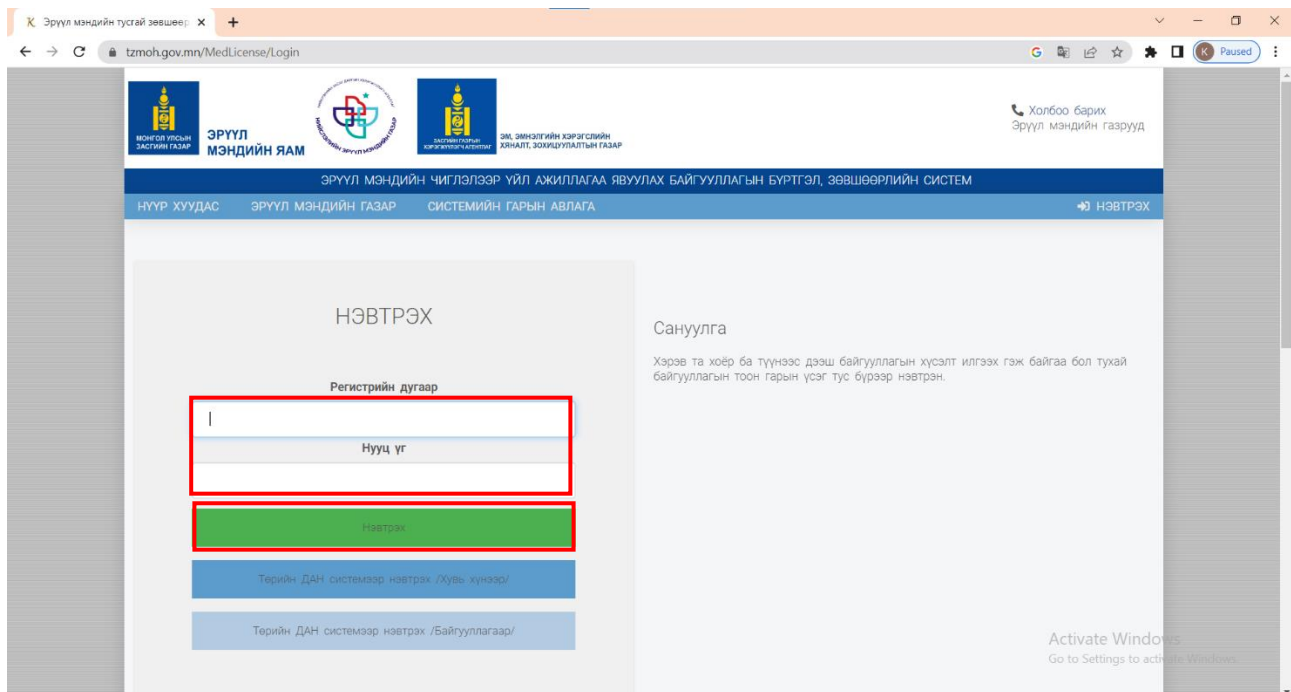 Эрүүл мэндийн тусгай зөвшөөр
tzmoh.gov.mn/MedLicense/Login
K Paused
МОНГОЛ УЛСЫН
ЗАСГИЙН ГАЗАР
ЭРҮҮЛ
МЭНДИЙН ЯАМ
ЗАСГИЙН ГАЗРЫН
ХЭРЭГЖҮҮЛЭГЧ АГЕНТЛАГ
ЭМ, ЭМНЭЛГИЙН ХЭРЭГСЛИЙН
ХЯНАЛТ, ЗОХИЦУУЛАЛТЫН ГАЗАР
Холбоо барих
Эрүүл мэндийн газрууд
ЭРҮҮЛ МЭНДИЙН ЧИГЛЭЛЭЭР ҮЙЛ АЖИЛЛАГАА ЯВУУЛАХ БАЙГУУЛЛАГЫН БҮРТГЭЛ, ЗӨВШӨӨРЛИЙН СИСТЕМ
НҮҮР ХУУДАС ЭРҮҮЛ МЭНДИЙН ГАЗАР СИСТЕМИЙН ГАРЫН АВЛАГА НЭВТРЭХ
НЭВТРЭХ
Регистрийн дугаар
Нууц үг
Нэвтрэх
Төрийн ДАН системээр нэвтрэх /Хувь хүнээр/
Төрийн ДАН системээр нэвтрэх /Байгууллагаар/
Сануулга
Хэрэв та хоёр ба түүнээс дээш байгууллагын хүсэлт илгээх гэж байгаа бол тухай
байгууллагын тоон гарын үсэг тус бүрээр нэвтрэн.
Activate Windows
Go to Settings to activate Windows.